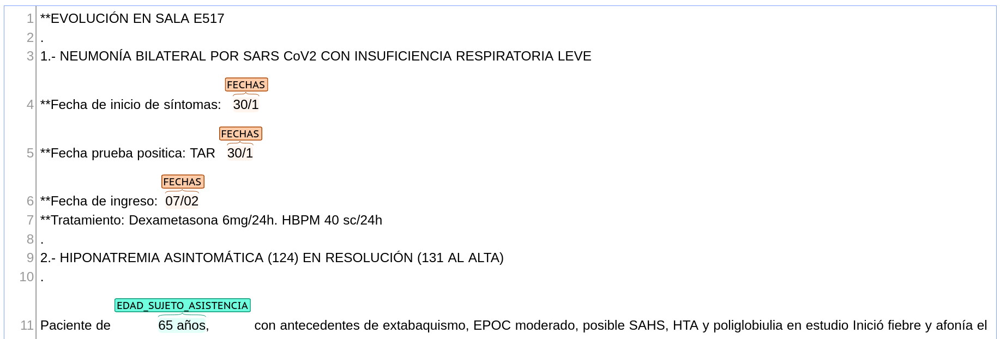 1 **EVOLUCIÓN EN SALA E517
2 .
3 1.- NEUMONÍA BILATERAL POR SARS CoV2 CON INSUFICIENCIA RESPIRATORIA LEVE
FECHAS
4 **Fecha de inicio de síntomas: 30/1
FECHAS
5 **Fecha prueba positica: TAR 30/1
FECHAS
6 **Fecha de ingreso: 07/02
7 **Tratamiento: Dexametasona 6mg/24h. HBPM 40 sc/24h
8 .
9 2.- HIPONATREMIA ASINTOMÁTICA (124) EN RESOLUCIÓN (131 AL ALTA)
10 .
EDAD_SUJETO_ASISTENCIA
11 Paciente de 65 años, con antecedentes de extabaquismo, EPOC moderado, posible SAHS, HTA y poliglobiulia en estudio Inició fiebre y afonía el